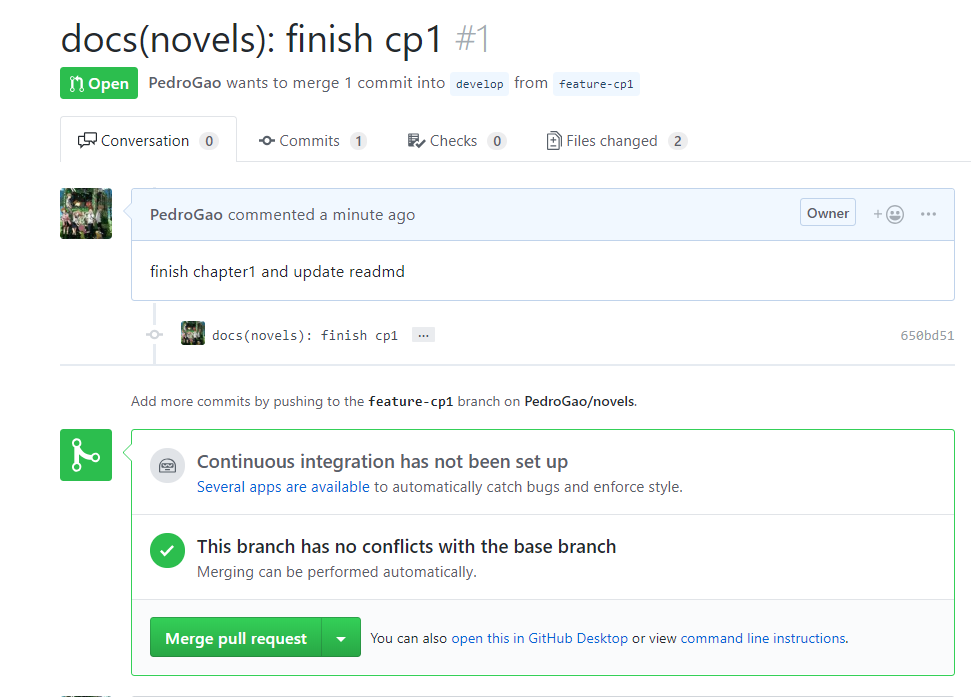 docs(novels): finish cp1 #1
Open PedroGao wants to merge 1 commit into develop from feature-cp1
Conversation 0 Commits 1 Checks 0 Files changed 2
PedroGao commented a minute ago Owner + ...
finish chapter1 and update readmd
docs(novels): finish cp1 ... 650bd51
Add more commits by pushing to the feature-cp1 branch on PedroGao/novels.
Continuous integration has not been set up
Several apps are available to automatically catch bugs and enforce style.
This branch has no conflicts with the base branch
Merging can be performed automatically.
Merge pull request You can also open this in GitHub Desktop or view command line instructions.